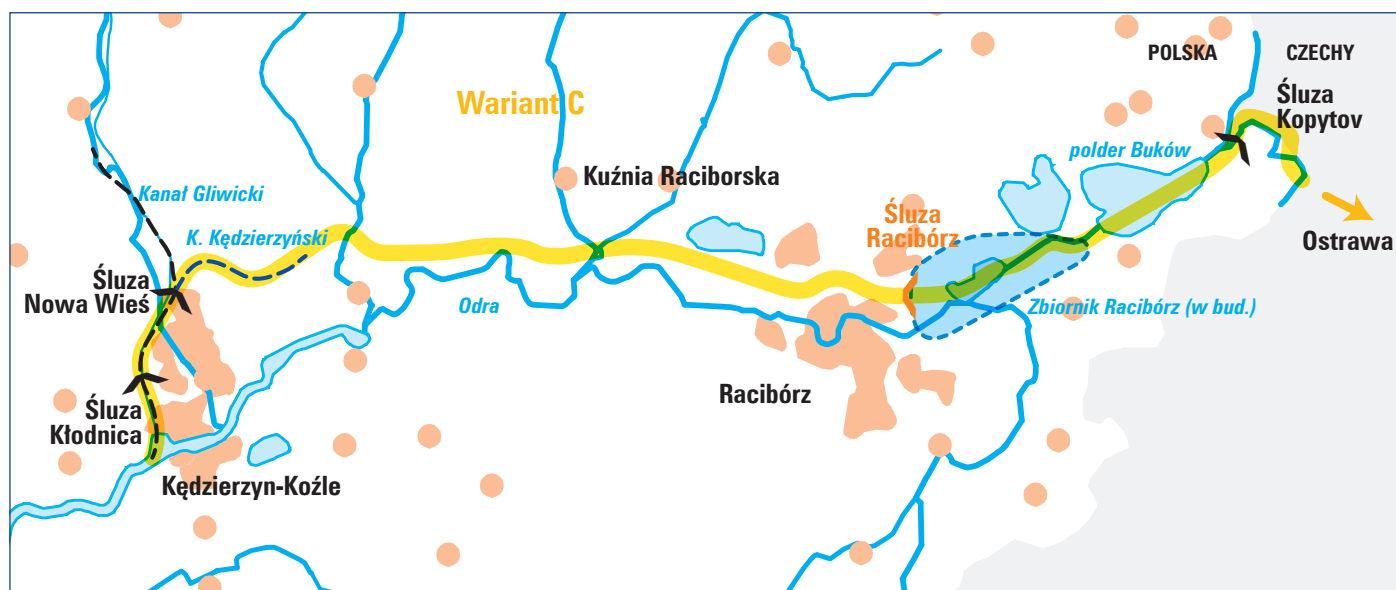 POLSKA
CZECHY
Wariant C
Śluza
Kopytov
polder Buków
Kuźnia Raciborska
Kanał Gliwicki
Śluza
Racibórz
K. Kędzierzyński
Ostrawa
Śluza
Nowa Wieś
Odra
Zbiornik Racibórz (w bud.)
Racibórz
Śluza
Kłodnica
Kędzierzyn-Koźle